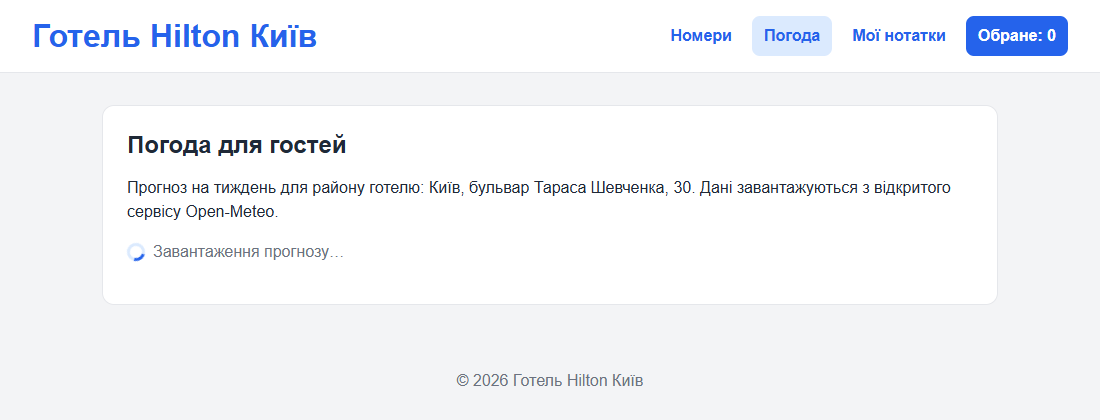 Готель Hilton Київ
Номери
Погода
Мої нотатки
Обране: 0
Погода для гостей
Прогноз на тиждень для району готелю: Київ, бульвар Тараса Шевченка, 30. Дані завантажуються з відкритого
сервісу Open-Meteo.
Завантаження прогнозу…
© 2026 Готель Hilton Київ